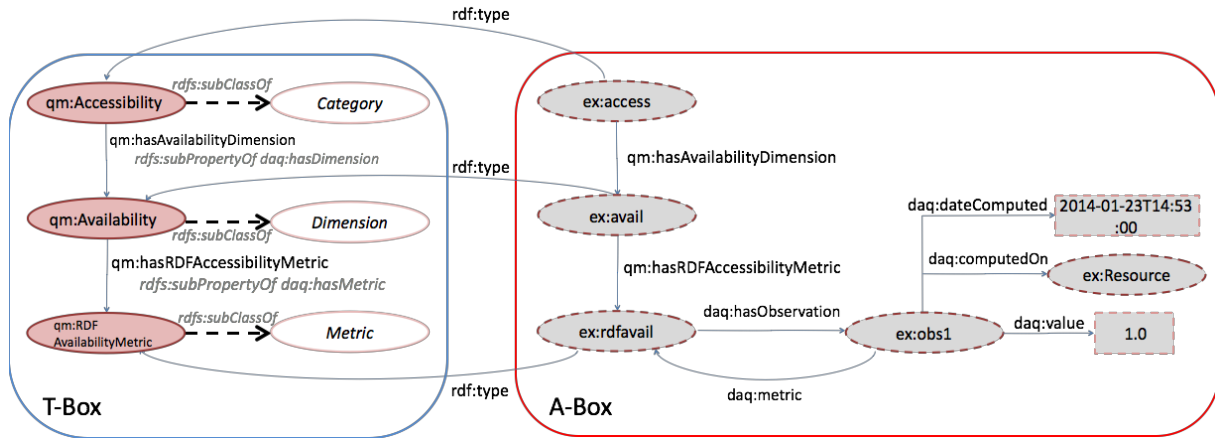 rdf:type
qm:Accessibility
rdfs:subClassOf
Category
ex:access
qm:hasAvailabilityDimension
rdfs:subPropertyOf daq:hasDimension
qm:hasAvailabilityDimension
rdf:type
qm:Availability
rdfs:subClassOf
Dimension
ex:avail
daq:dateComputed
2014-01-23T14:53
:00
qm:hasRDFAccessibilityMetric
rdfs:subPropertyOf daq:hasMetric
qm:hasRDFAccessibilityMetric
daq:computedOn
ex:Resource
qm:RDF
AvailabilityMetric
rdfs:subClassOf
Metric
ex:rdfavail
daq:hasObservation
ex:obs1
daq:value
1.0
rdf:type
daq:metric
T-Box
A-Box